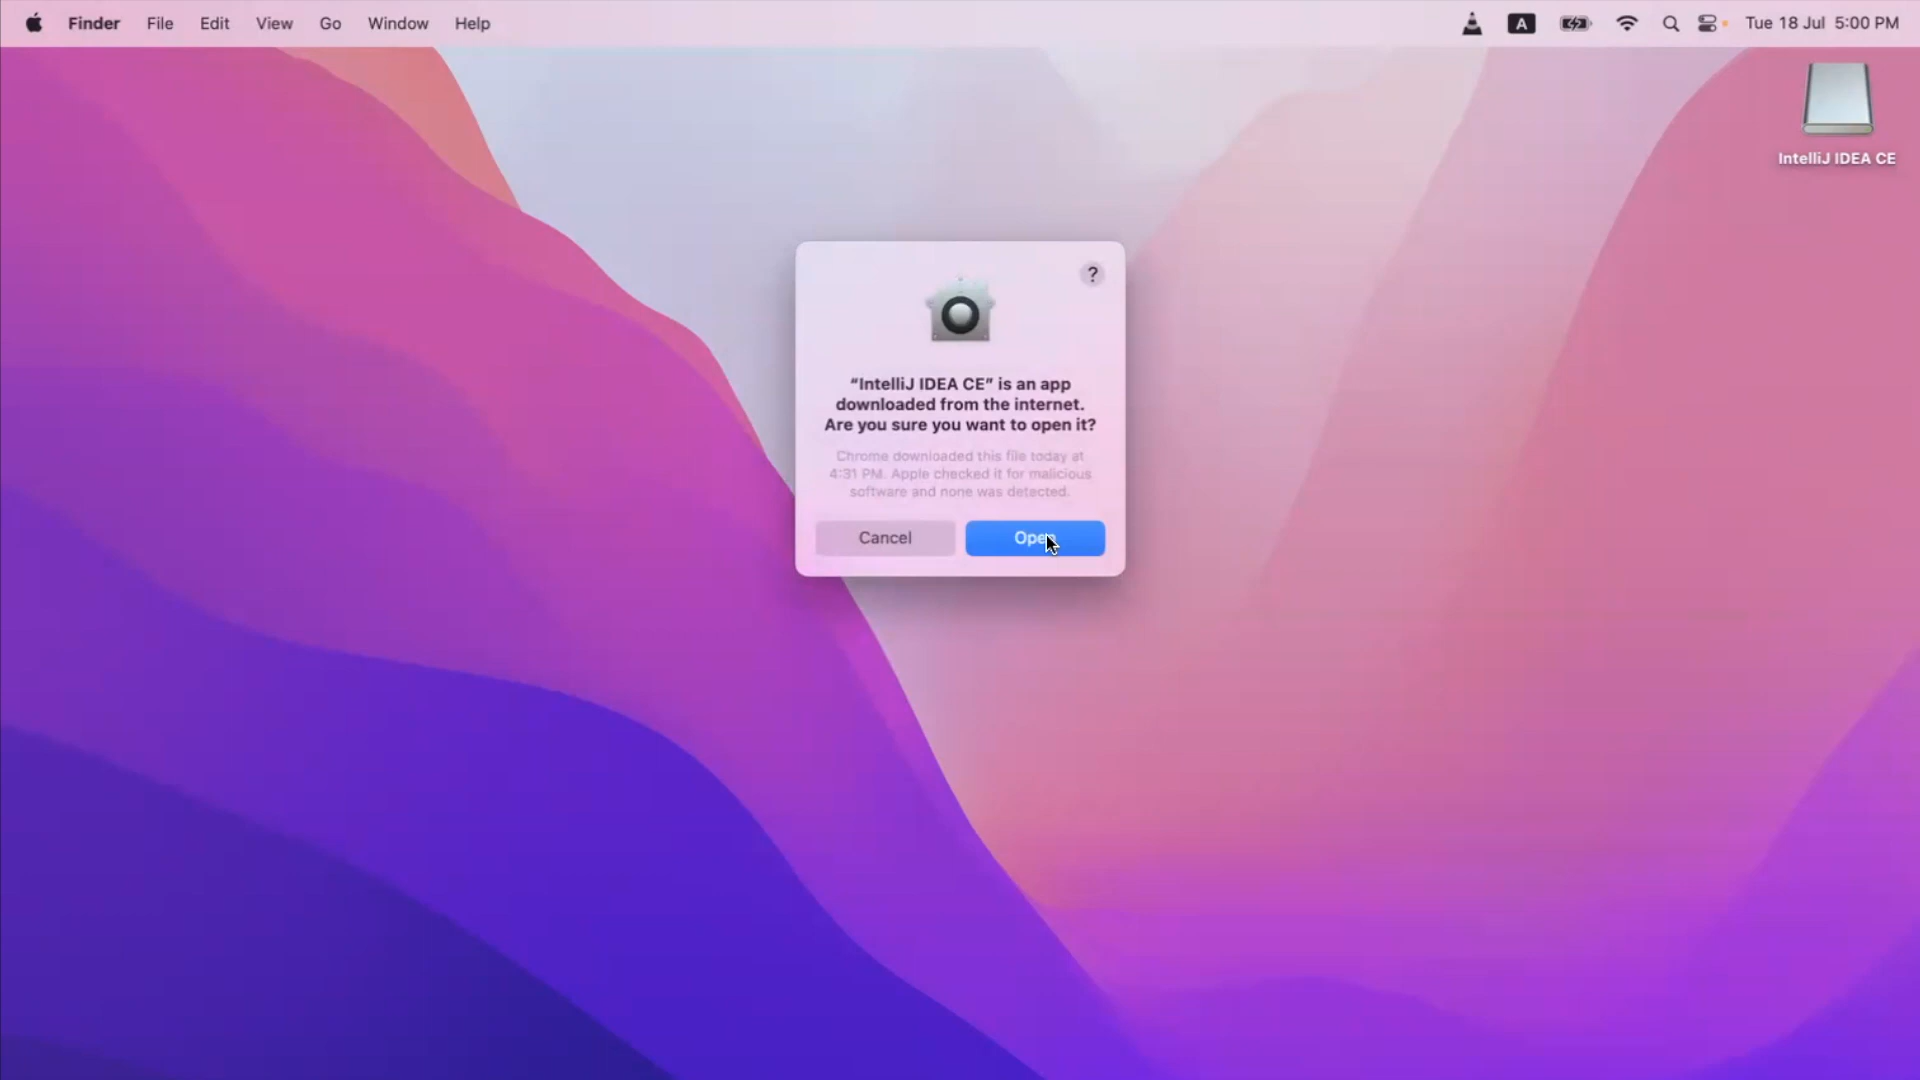 Finder File Edit View Go Window Help A Tue 18 Jul 5:00 PM
IntelliJ IDEA CE
?
“IntelliJ IDEA CE” is an app
downloaded from the internet.
Are you sure you want to open it?
Chrome downloaded this file today at
4:31 PM. Apple checked it for malicious
software and none was detected.
Cancel Open